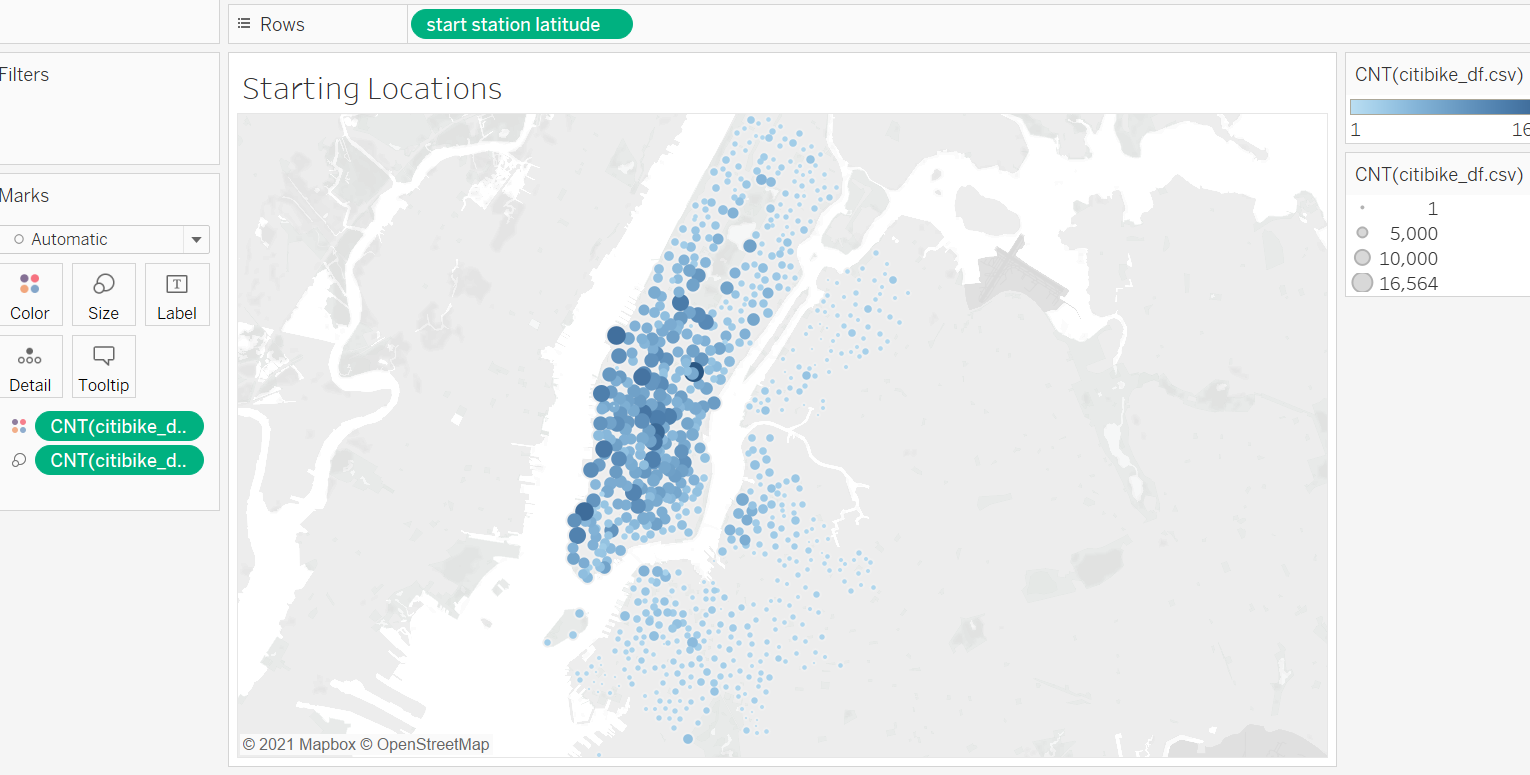 Rows
start station latitude
Filters
Marks
Automatic
Color
Size
Label
T
Detail
Tooltip
CNT(citibike_d..
CNT(citibike_d..
Starting Locations
© 2021 Mapbox © OpenStreetMap
CNT(citibike_df.csv)
1 16
CNT(citibike_df.csv)
1
5,000
10,000
16,564